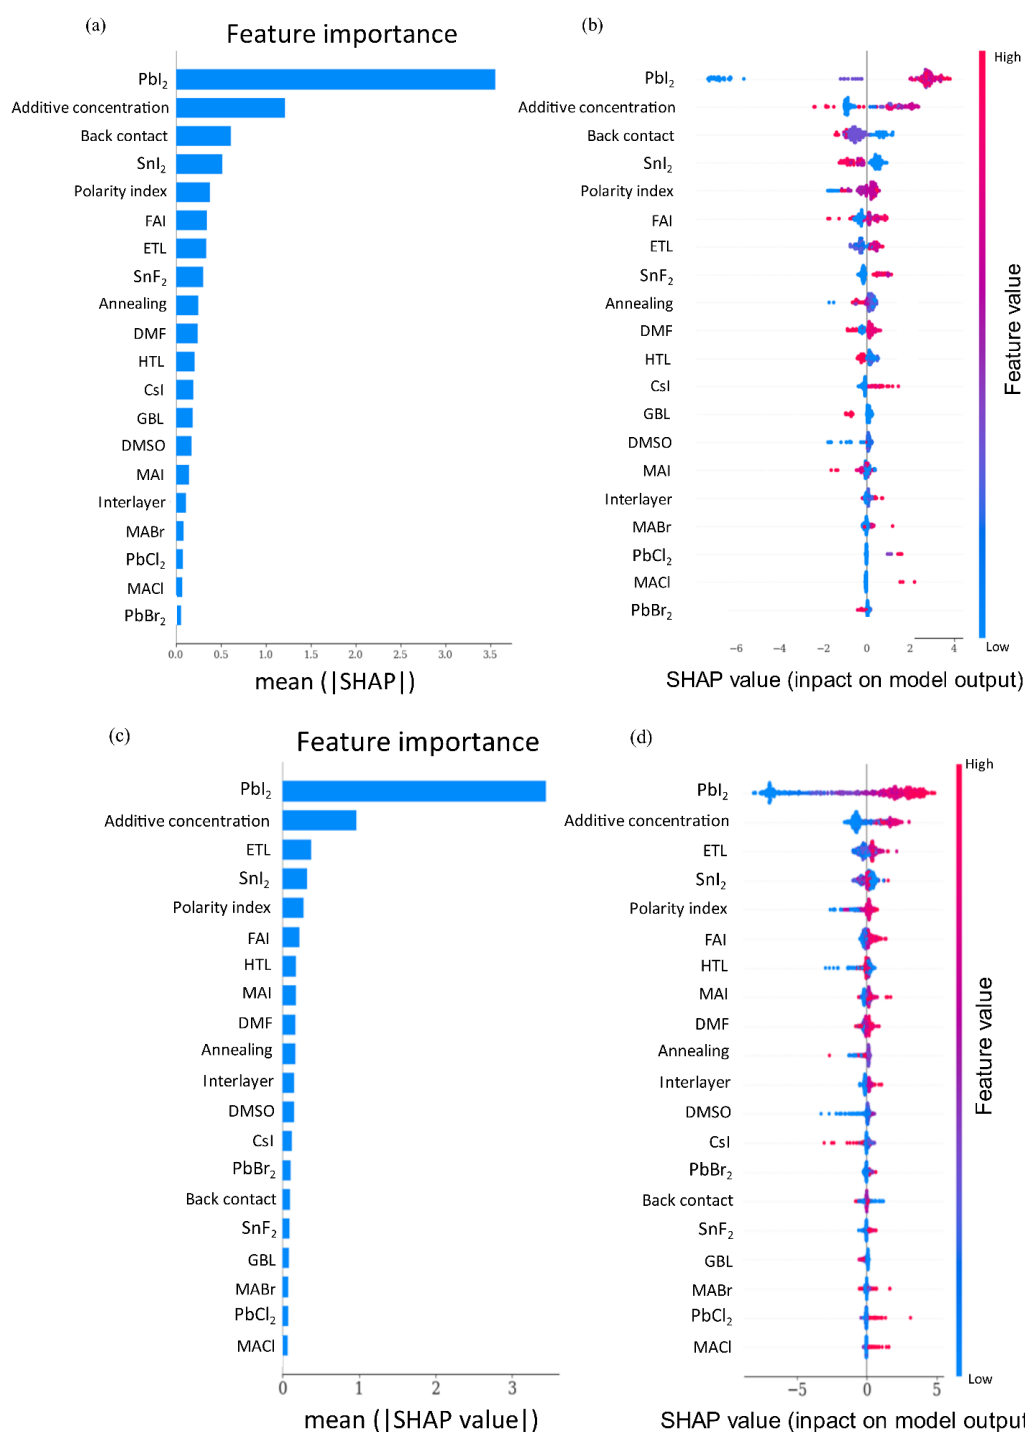 (a)
Feature importance
PbI₂
Additive concentration
Back contact
SnI₂
Polarity index
FAI
ETL
SnF₂
Annealing
DMF
HTL
CsI
GBL
DMSO
MAI
Interlayer
MABr
PbCl₂
MACl
PbBr₂
0.0 0.5 1.0 1.5 2.0 2.5 3.0 3.5
mean (|SHAP|)
(b)
PbI₂
Additive concentration
Back contact
SnI₂
Polarity index
FAI
ETL
SnF₂
Annealing
DMF
HTL
CsI
GBL
DMSO
MAI
Interlayer
MABr
PbCl₂
MACl
PbBr₂
−6 −4 −2 0 2 4
SHAP value (inpact on model output)
High
Feature value
Low
(c)
Feature importance
PbI₂
Additive concentration
ETL
SnI₂
Polarity index
FAI
HTL
MAI
DMF
Annealing
Interlayer
DMSO
CsI
PbBr₂
Back contact
SnF₂
GBL
MABr
PbCl₂
MACl
0 1 2 3
mean (|SHAP value|)
(d)
PbI₂
Additive concentration
ETL
SnI₂
Polarity index
FAI
HTL
MAI
DMF
Annealing
Interlayer
DMSO
CsI
PbBr₂
Back contact
SnF₂
GBL
MABr
PbCl₂
MACl
−5 0 5
SHAP value (inpact on model output
High
Feature value
Low